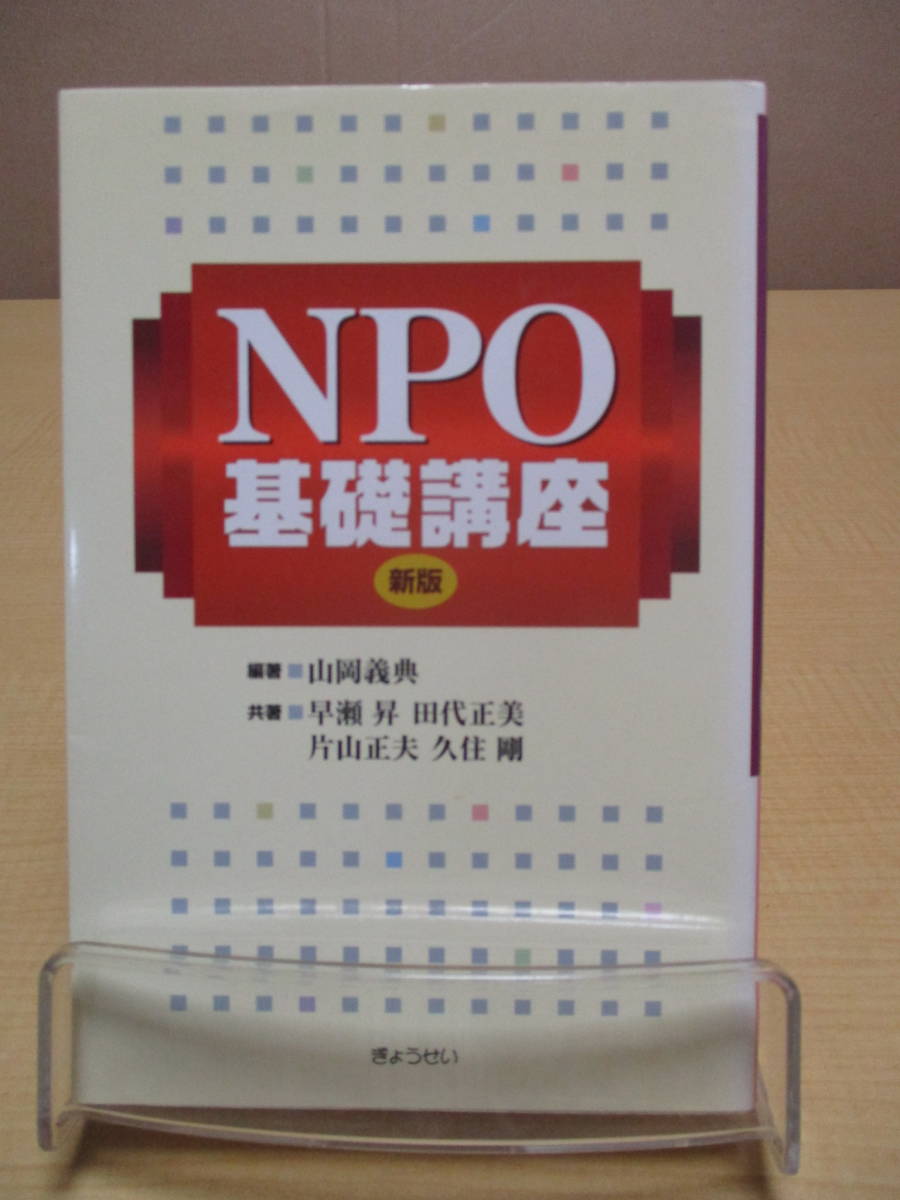 NPO
基礎講座
新版
編著 山岡義典
共著 早瀬 昇 田代正美
片山正夫 久住 剛
ぎょうせい